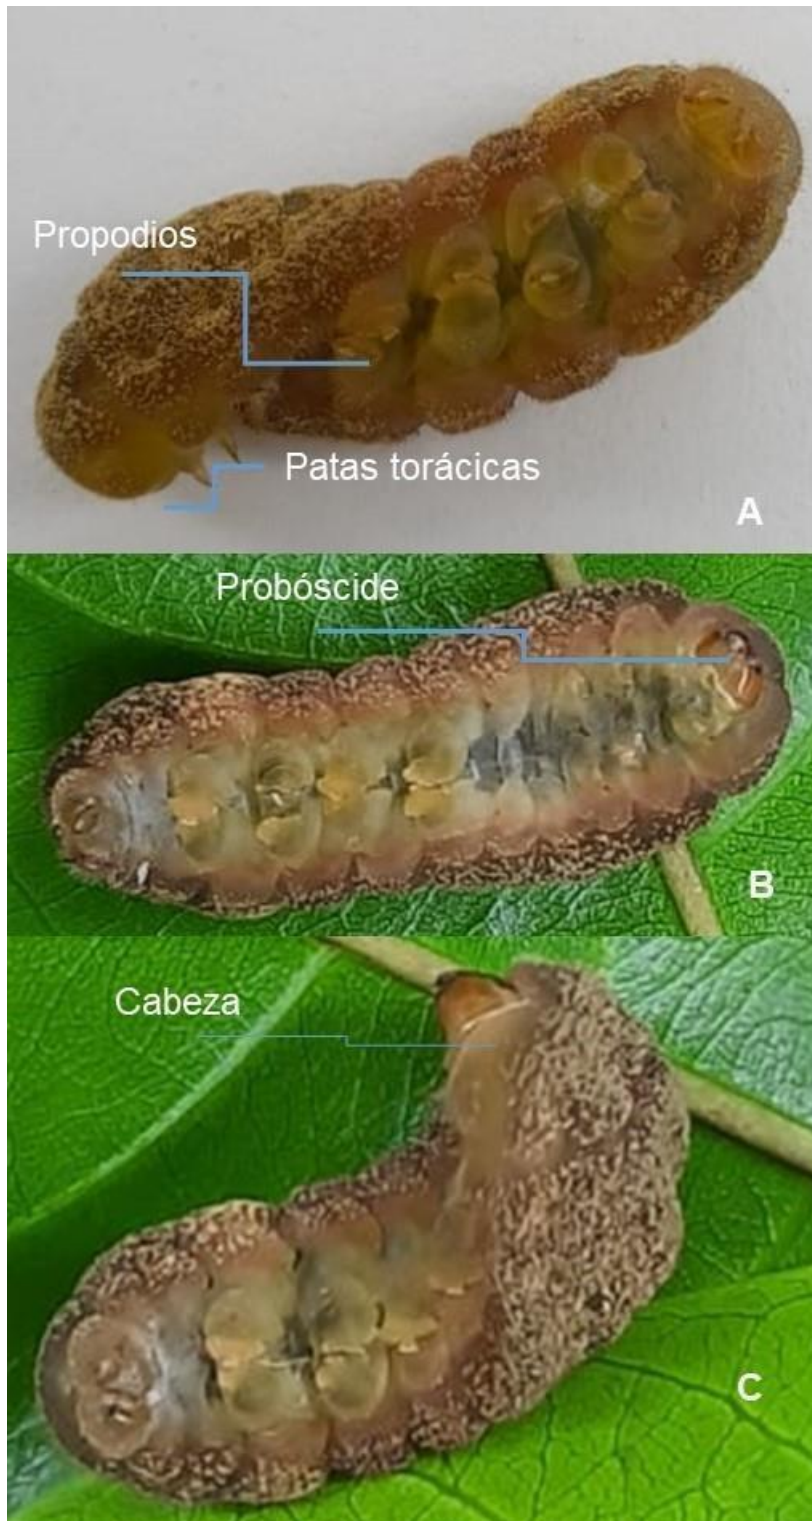 Propodios
Patas torácicas
A
Probóscide
B
Cabeza
C